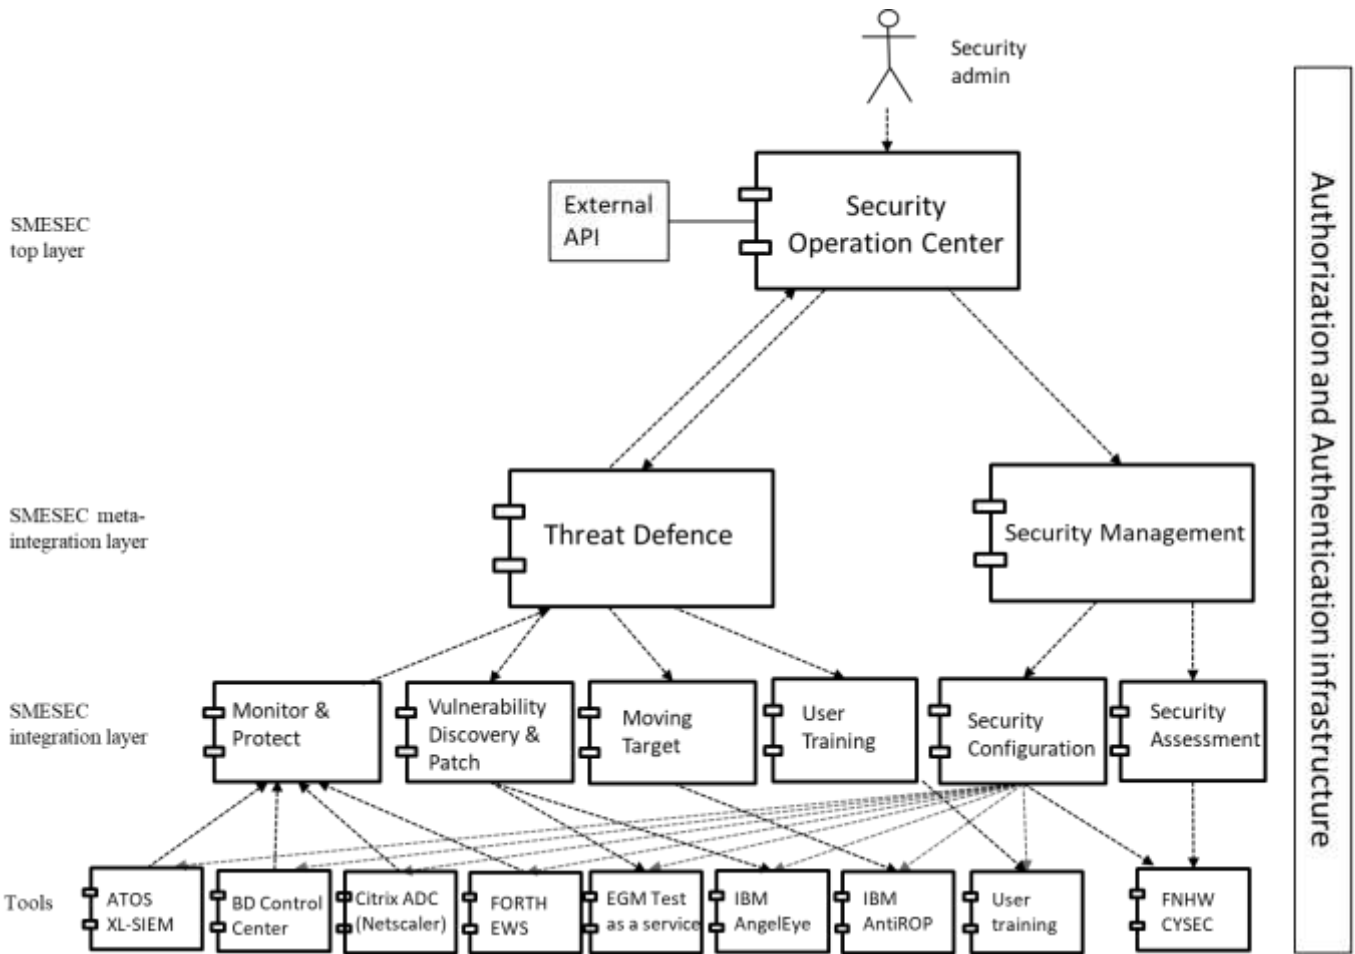 Security
admin
SMESEC
top layer
External
API
Security
Operation Center
SMESEC meta-
integration layer
Threat Defence
Security Management
SMESEC
integration layer
Monitor &
Protect
Vulnerability
Discovery &
Patch
Moving
Target
User
Training
Security
Configuration
Security
Assessment
Tools
ATOS
XL-SIEM
BD Control
Center
Citrix ADC
(Netscaler)
FORTH
EWS
EGM Test
as a service
IBM
AngelEye
IBM
AntiROP
User
training
FNHW
CYSEC
Authorization and Authentication infrastructure